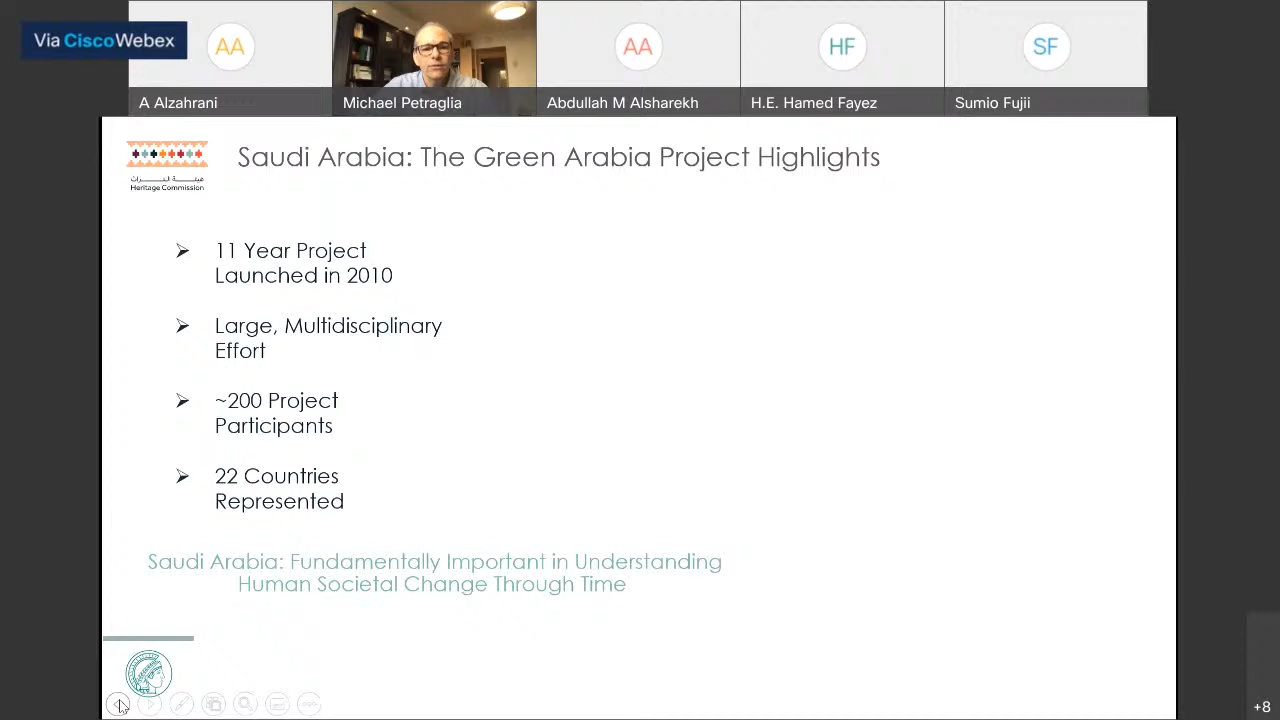 Via CiscoWebex
AA
AA
HF
SF
A Alzahrani
Michael Petraglia
Abdullah M Alsharekh
H.E. Hamed Fayez
Sumio Fujii
هيئة التراث
Heritage Commission
Saudi Arabia: The Green Arabia Project Highlights
➢ 11 Year Project
Launched in 2010
➢ Large, Multidisciplinary
Effort
➢ ~200 Project
Participants
➢ 22 Countries
Represented
Saudi Arabia: Fundamentally Important in Understanding
Human Societal Change Through Time
+8